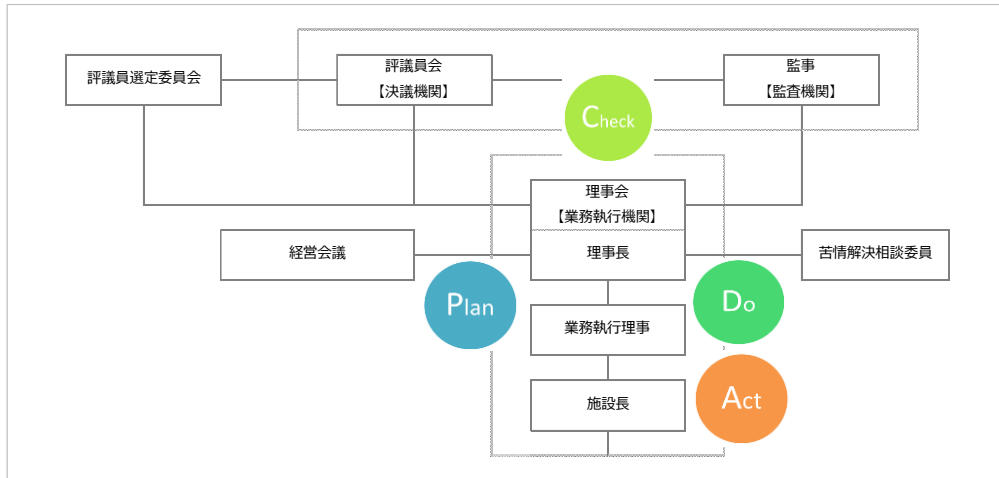 評議員選定委員会
評議員会
【決議機関】
監事
【監査機関】
Check
理事会
【業務執行機関】
経営会議
理事長
苦情解決相談委員
Plan
Do
業務執行理事
施設長
Act